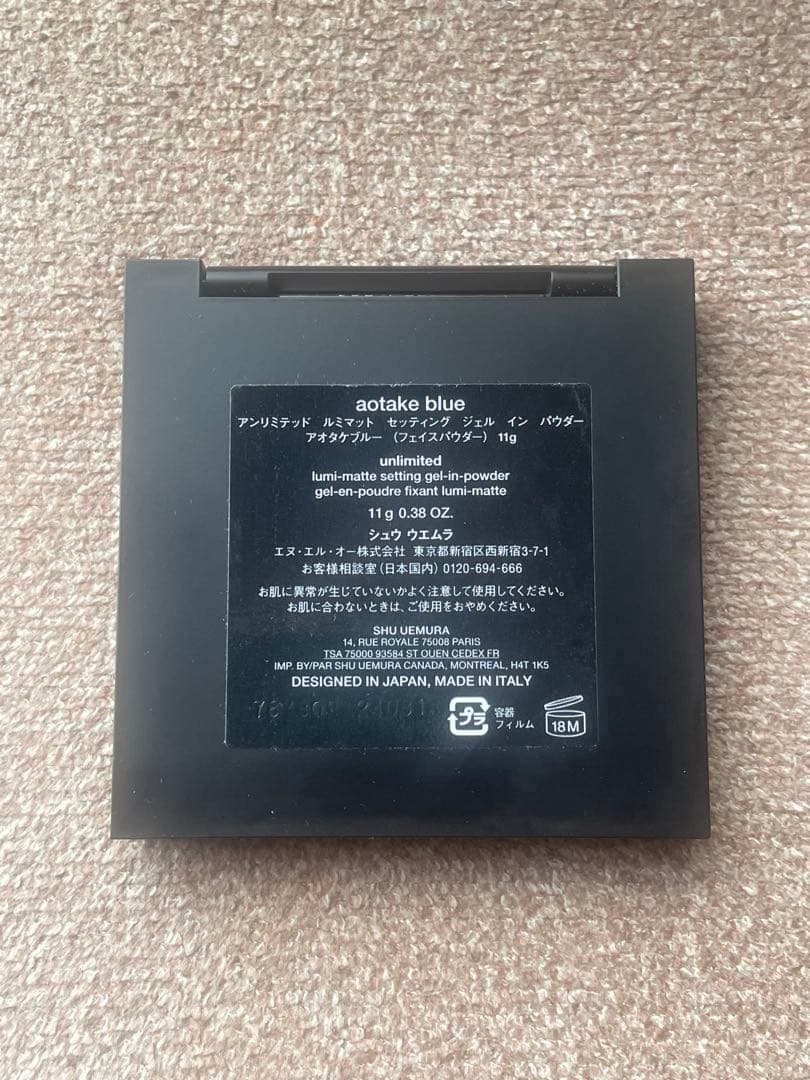 aotake blue
アンリミテッド ルミマット セッティング ジェル イン パウダー
アオタケブルー （フェイスパウダー） 11g
unlimited
lumi-matte setting gel-in-powder
gel-en-poudre fixant lumi-matte
11 g 0.38 OZ.
シュウ ウエムラ
エヌ・エル・オー株式会社 東京都新宿区西新宿3-7-1
お客様相談室（日本国内）0120-694-666
お肌に異常が生じていないかよく注意して使用してください。
お肌に合わないときは、ご使用をおやめください。
SHU UEMURA
14, RUE ROYALE 75008 PARIS
TSA 75000 93584 ST OUEN CEDEX FR
IMP. BY/PAR SHU UEMURA CANADA, MONTREAL, H4T 1K5
DESIGNED IN JAPAN, MADE IN ITALY
プラ
容器
フィルム
18M